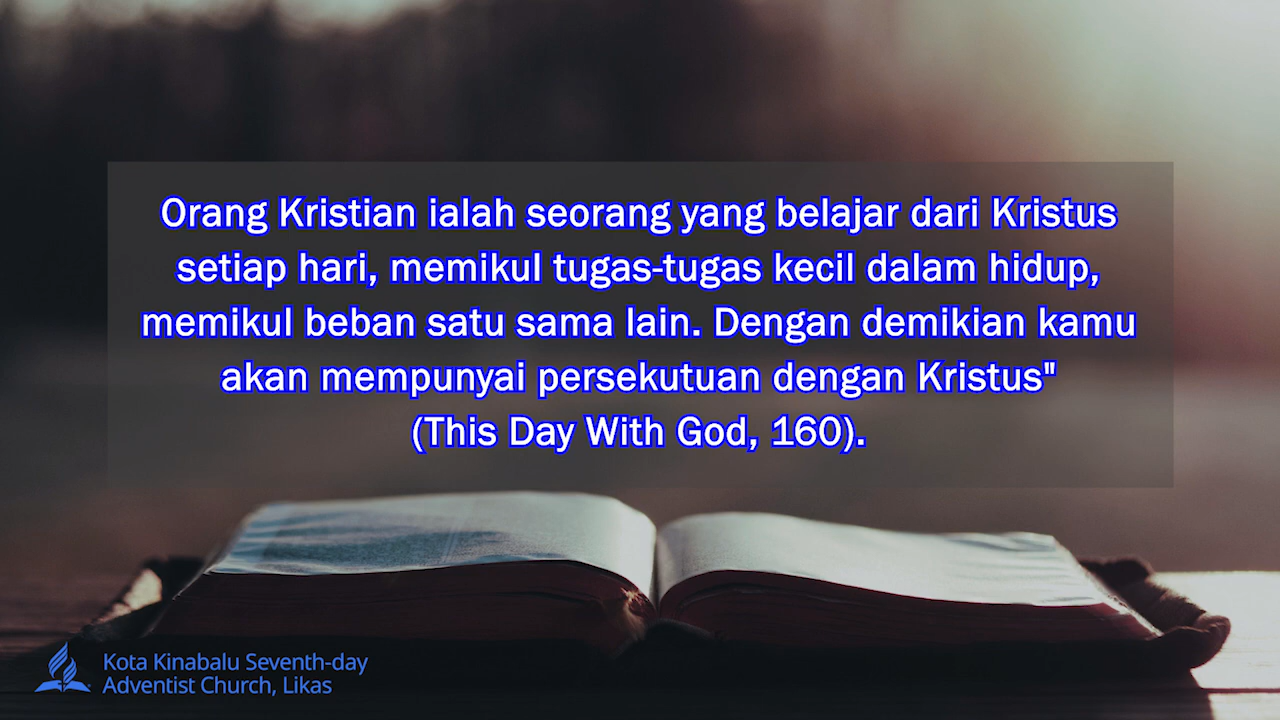 Orang Kristian ialah seorang yang belajar dari Kristus
setiap hari, memikul tugas-tugas kecil dalam hidup,
memikul beban satu sama lain. Dengan demikian kamu
akan mempunyai persekutuan dengan Kristus"
(This Day With God, 160).
Kota Kinabalu Seventh-day
Adventist Church, Likas